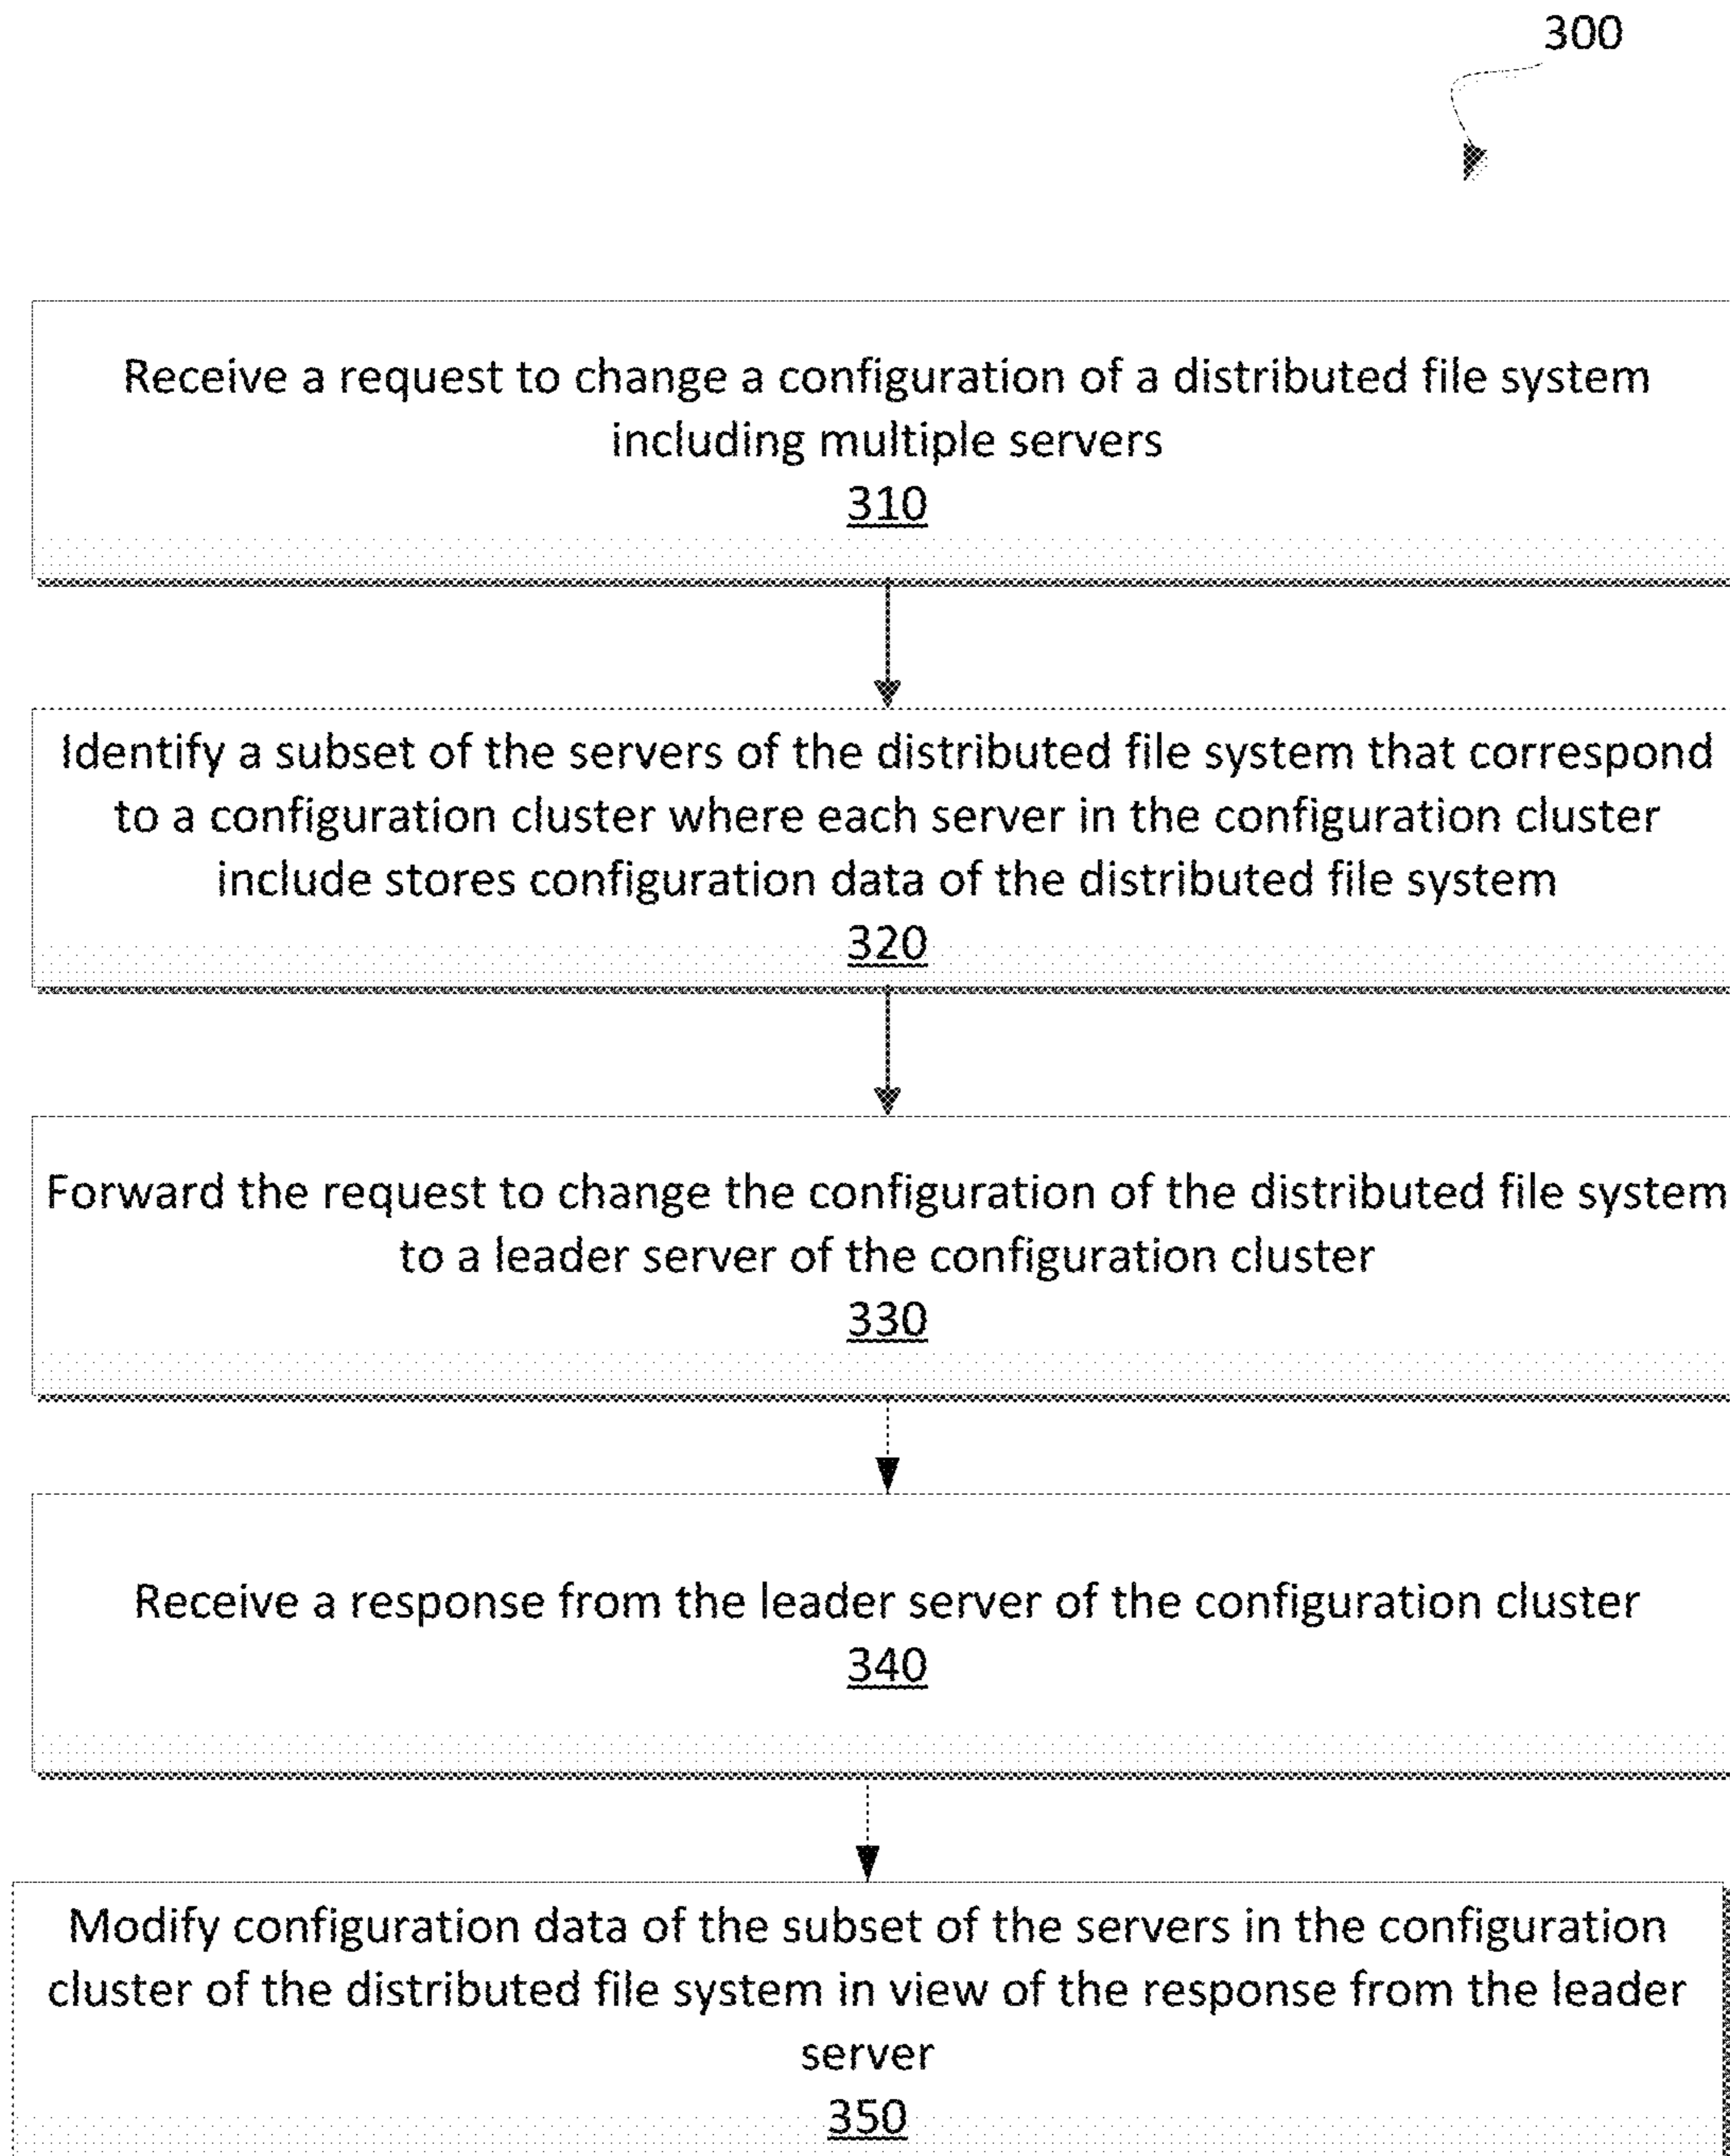 300
Receive a request to change a configuration of a distributed file system
including multiple servers
310
Identify a subset of the servers of the distributed file system that correspond
to a configuration cluster where each server in the configuration cluster
include stores configuration data of the distributed file system
320
Forward the request to change the configuration of the distributed file system
to a leader server of the configuration cluster
330
Receive a response from the leader server of the configuration cluster
340
Modify configuration data of the subset of the servers in the configuration
cluster of the distributed file system in view of the response from the leader
server
350